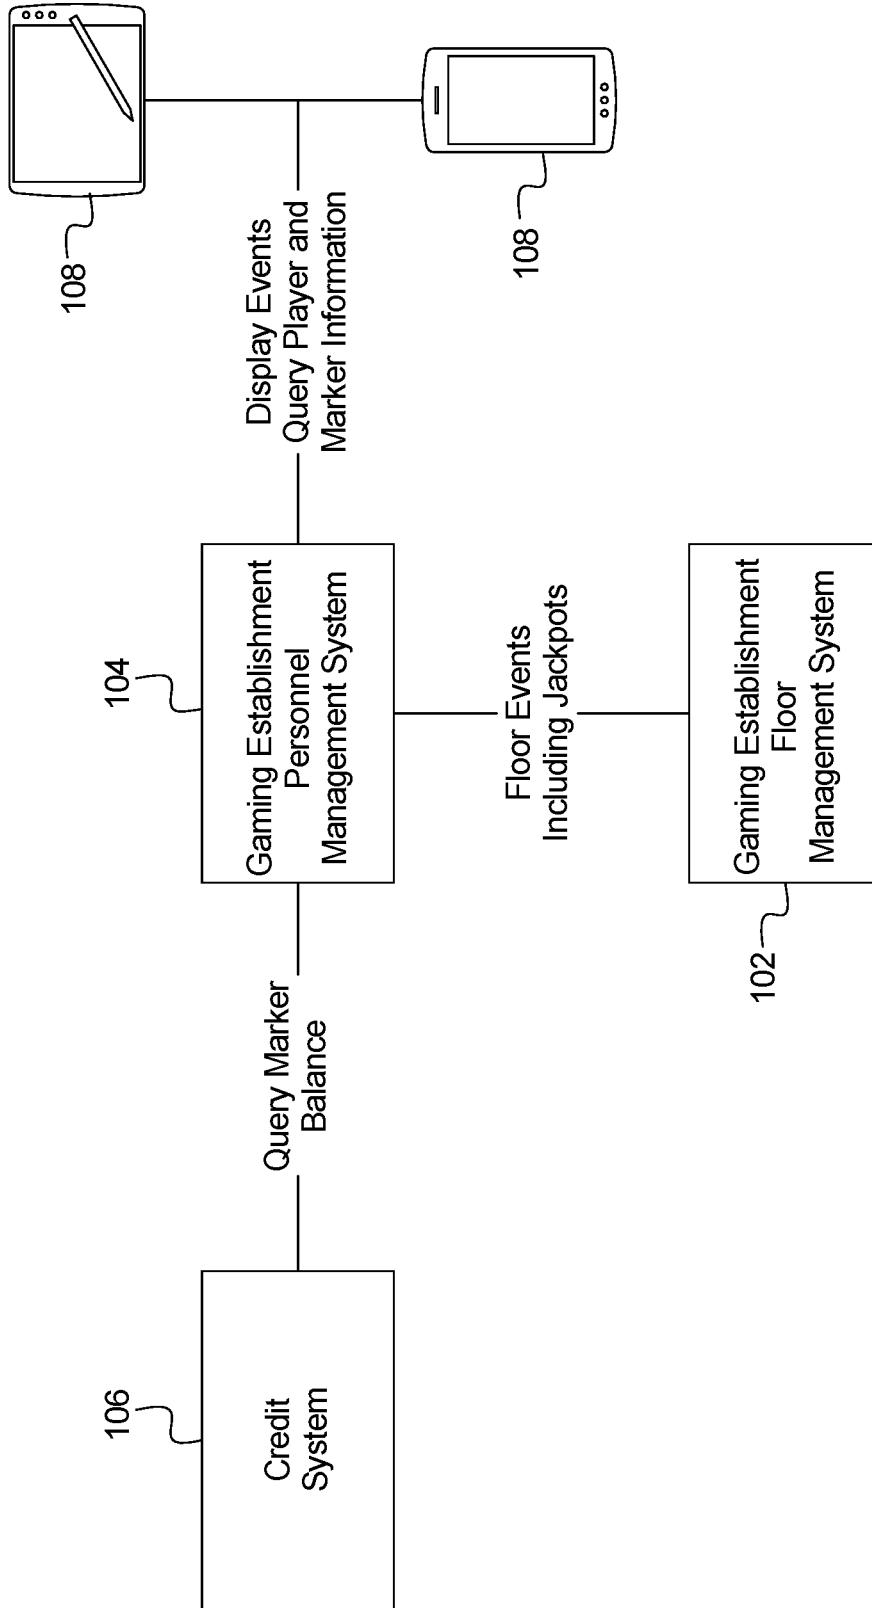 106
Credit
System
Query Marker
Balance
104
Gaming Establishment
Personnel
Management System
Display Events
Query Player and
Marker Information
108
108
Floor Events
Including Jackpots
102
Gaming Establishment
Floor
Management System